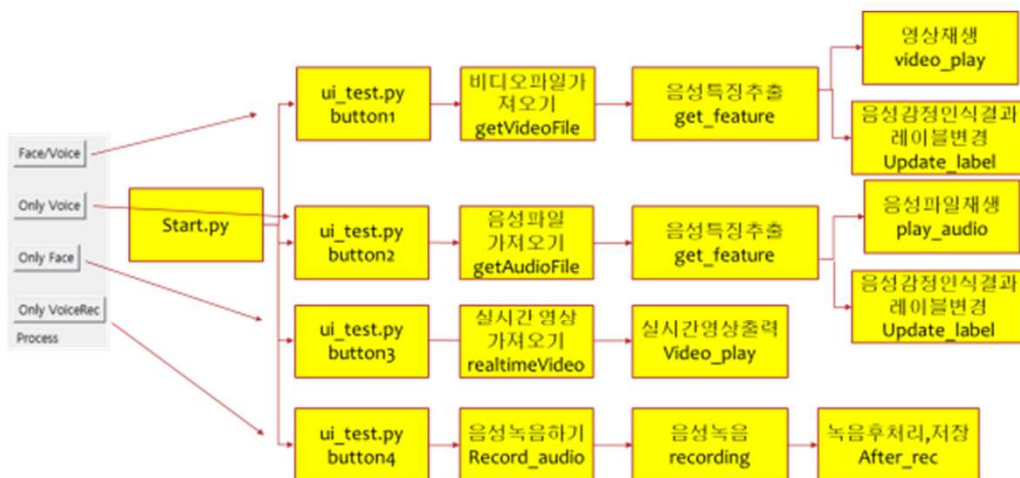 Face/Voice
Only Voice
Only Face
Only VoiceRec
Process
Start.py
ui_test.py
button1
비디오파일가
져오기
getVideoFile
음성특징추출
get_feature
영상재생
video_play
음성감정인식결과
레이블변경
Update_label
ui_test.py
button2
음성파일
가져오기
getAudioFile
음성특징추출
get_feature
음성파일재생
play_audio
음성감정인식결과
레이블변경
Update_label
ui_test.py
button3
실시간 영상
가져오기
realtimeVideo
실시간영상출력
Video_play
ui_test.py
button4
음성녹음하기
Record_audio
음성녹음
recording
녹음후처리,저장
After_rec